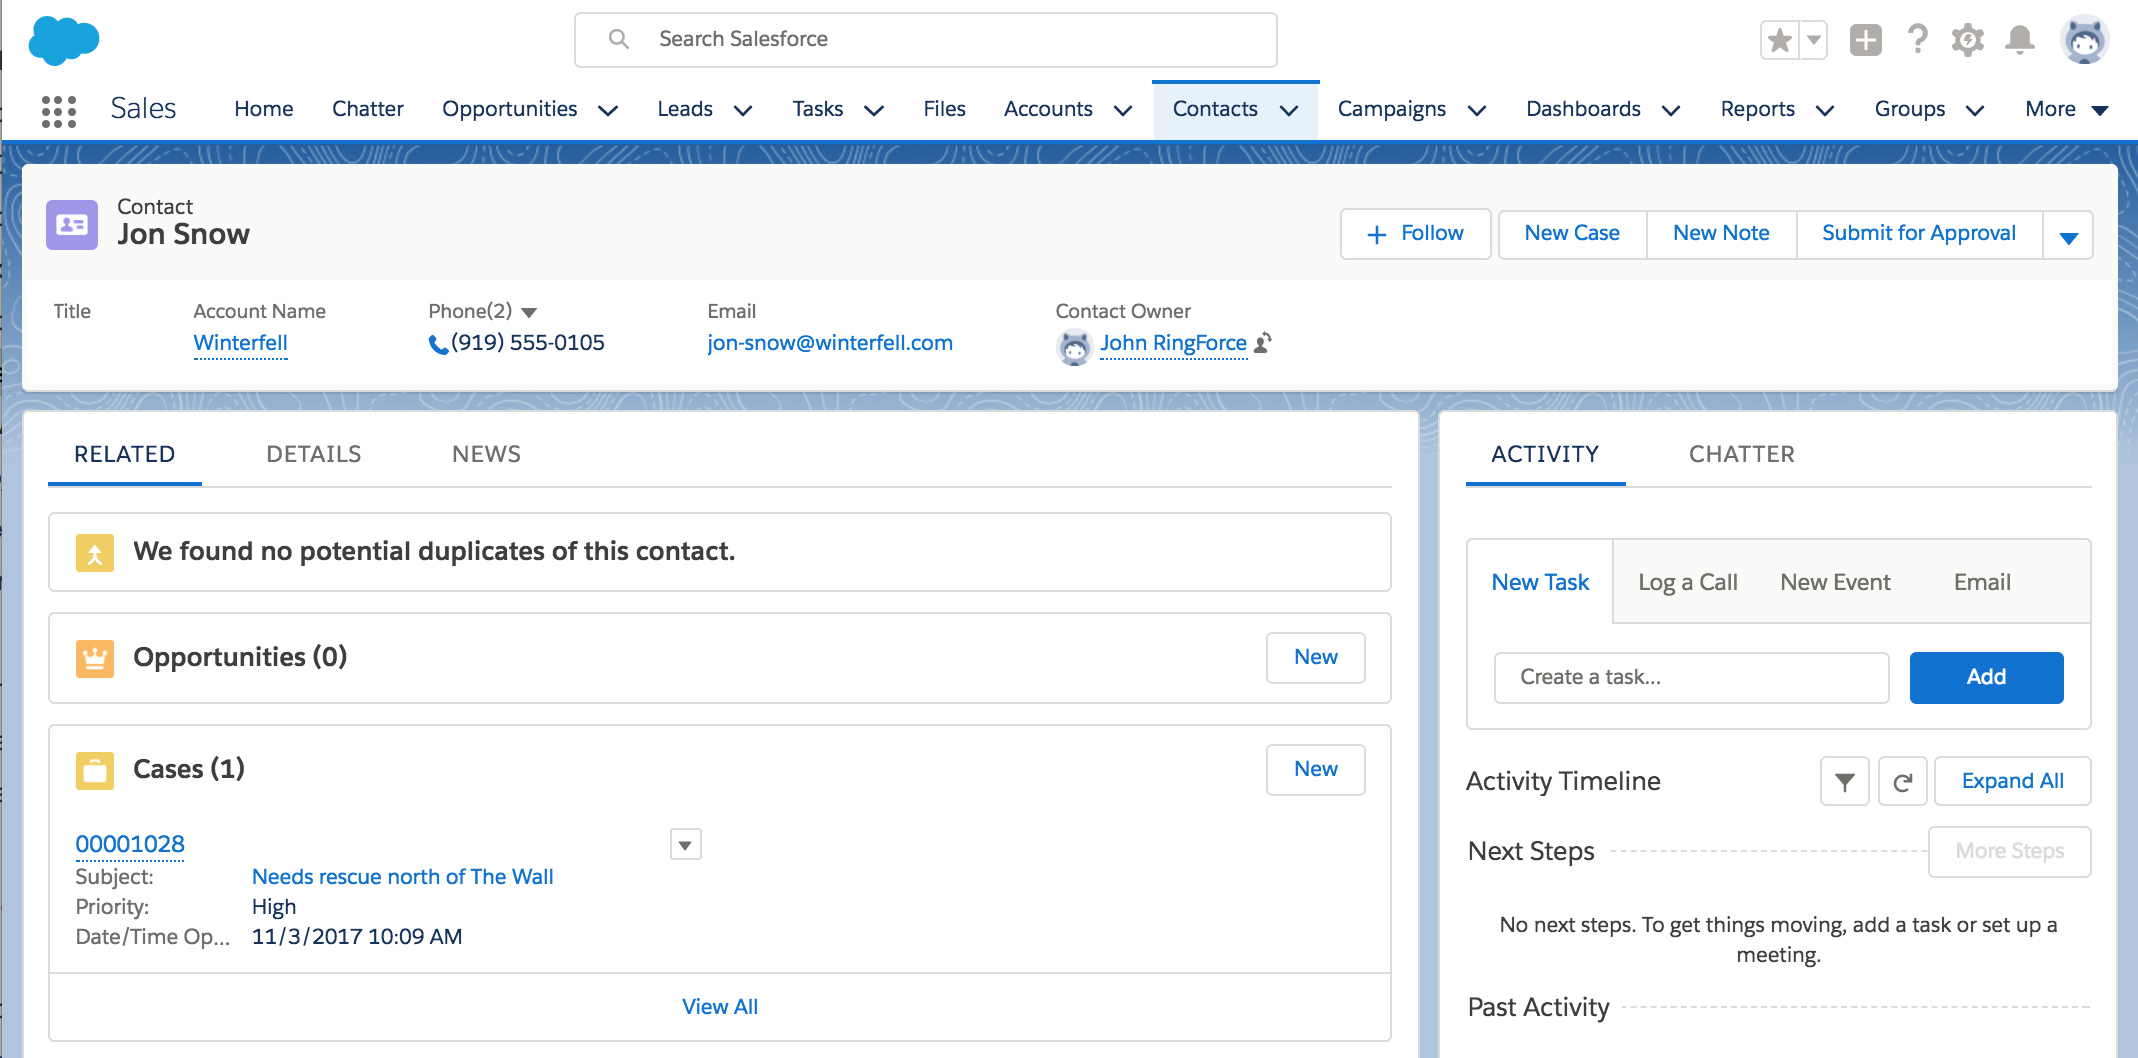 Search Salesforce
Sales Home Chatter Opportunities Leads Tasks Files Accounts Contacts Campaigns Dashboards Reports Groups More
Contact
Jon Snow
Follow New Case New Note Submit for Approval
Title Account Name Phone(2) Email Contact Owner
Winterfell (919) 555-0105 jon-snow@winterfell.com John RingForce
RELATED DETAILS NEWS
We found no potential duplicates of this contact.
Opportunities (0) New
Cases (1) New
00001028
Subject: Needs rescue north of The Wall
Priority: High
Date/Time Op... 11/3/2017 10:09 AM
View All
ACTIVITY CHATTER
New Task Log a Call New Event Email
Create a task... Add
Activity Timeline Expand All
Next Steps More Steps
No next steps. To get things moving, add a task or set up a
meeting.
Past Activity